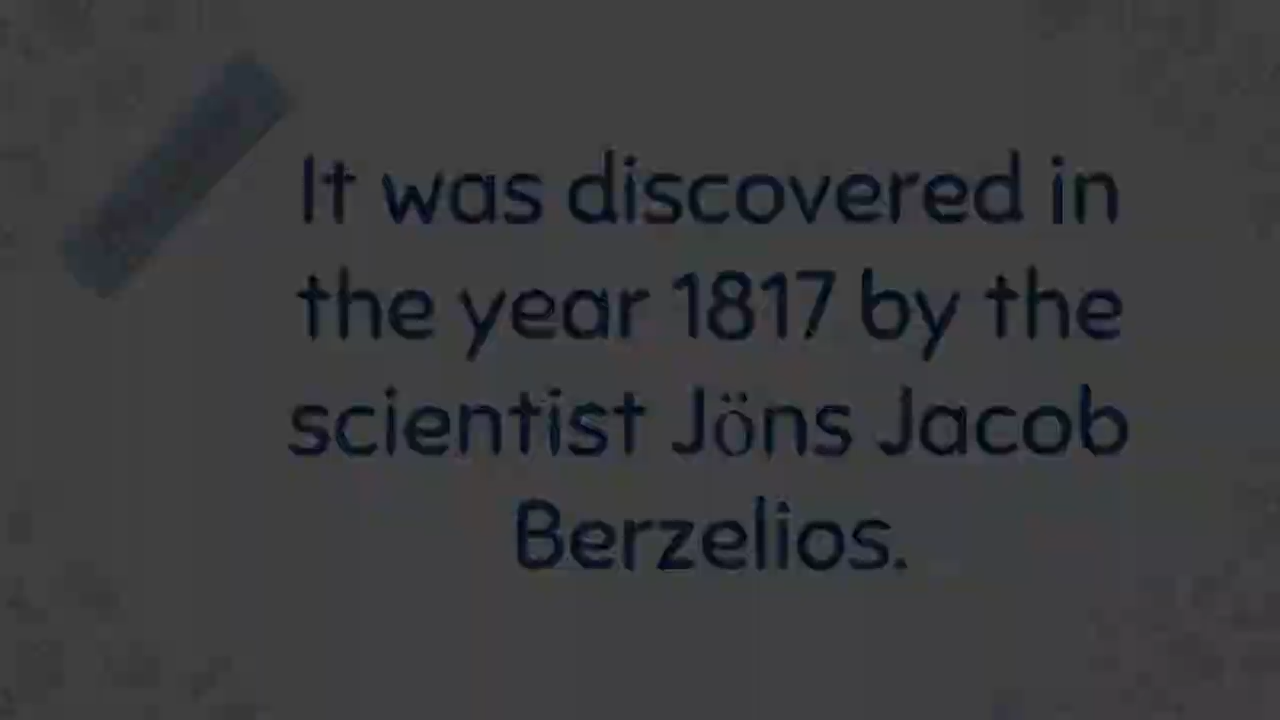 It was discovered in
the year 1817 by the
scientist Jöns Jacob
Berzelios.